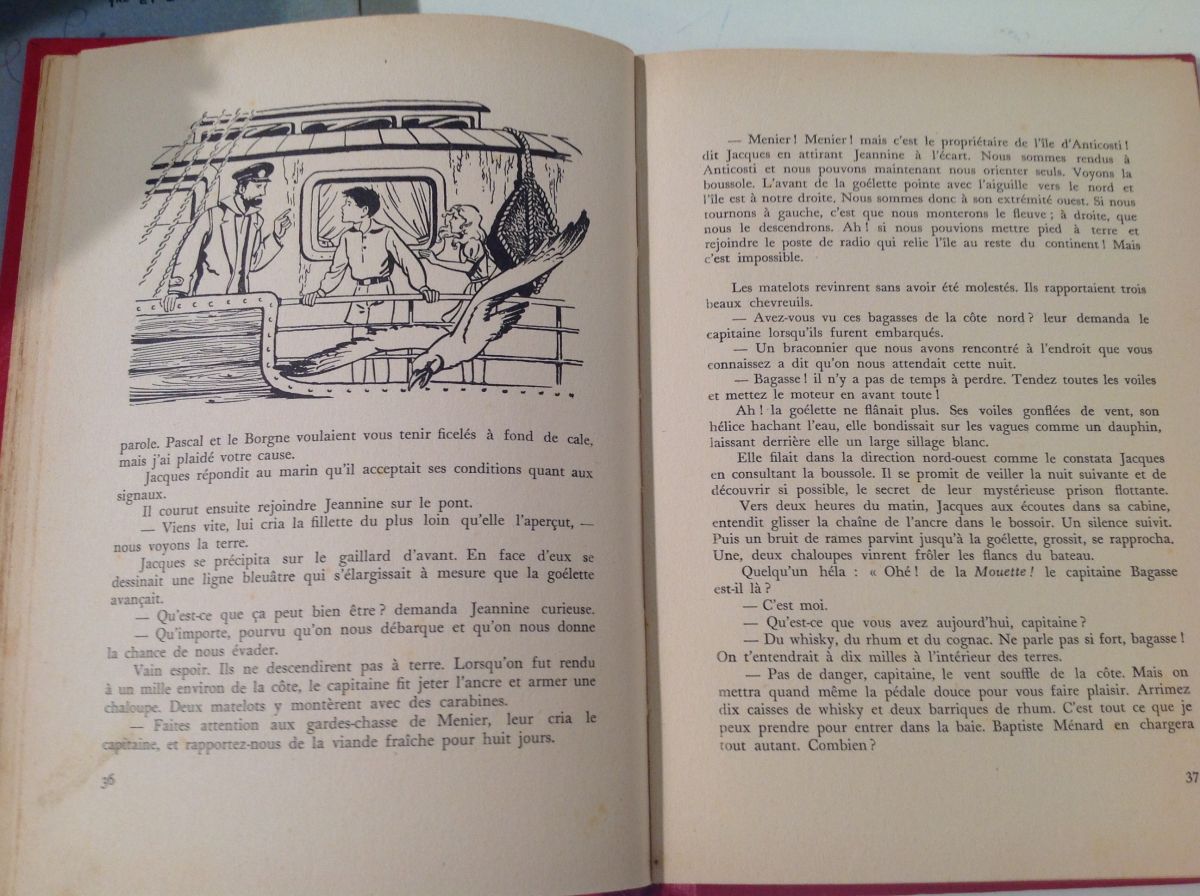 parole. Pascal et le Borgne voulaient vous tenir ficelés à fond de cale,
mais j'ai plaidé votre cause.
Jacques répondit au marin qu'il acceptait ses conditions quant aux
signaux.
Il courut ensuite rejoindre Jeannine sur le pont.
— Viens vite, lui cria la fillette du plus loin qu'elle l'aperçut, —
nous voyons la terre.
Jacques se précipita sur le gaillard d'avant. En face d'eux se
dessinait une ligne bleuâtre qui s'élargissait à mesure que la goélette
avançait.
— Qu'est-ce que ça peut bien être ? demanda Jeannine curieuse.
— Qu'importe, pourvu qu'on nous débarque et qu'on nous donne
la chance de nous évader.
Vain espoir. Ils ne descendirent pas à terre. Lorsqu'on fut rendu
à un mille environ de la côte, le capitaine fit jeter l'ancre et armer une
chaloupe. Deux matelots y montèrent avec des carabines.
— Faites attention aux gardes-chasse de Menier, leur cria le
capitaine, et rapportez-nous de la viande fraîche pour huit jours.
36
— Menier ! Menier ! mais c'est le propriétaire de l'île d'Anticosti !
dit Jacques en attirant Jeannine à l'écart. Nous sommes rendus à
Anticosti et nous pouvons maintenant nous orienter seuls. Voyons la
boussole. L'avant de la goélette pointe avec l'aiguille vers le nord et
l'île est à notre droite. Nous sommes donc à son extrémité ouest. Si nous
tournons à gauche, c'est que nous monterons le fleuve ; à droite, que
nous le descendrons. Ah ! si nous pouvions mettre pied à terre et
rejoindre le poste de radio qui relie l'île au reste du continent ! Mais
c'est impossible.
Les matelots revinrent sans avoir été molestés. Ils rapportaient trois
beaux chevreuils.
— Avez-vous vu ces bagasses de la côte nord ? leur demanda le
capitaine lorsqu'ils furent embarqués.
— Un braconnier que nous avons rencontré à l'endroit que vous
connaissez a dit qu'on nous attendait cette nuit.
— Bagasse ! il n'y a pas de temps à perdre. Tendez toutes les voiles
et mettez le moteur en avant toute !
Ah ! la goélette ne flânait plus. Ses voiles gonflées de vent, son
hélice hachant l'eau, elle bondissait sur les vagues comme un dauphin,
laissant derrière elle un large sillage blanc.
Elle filait dans la direction nord-ouest comme le constata Jacques
en consultant la boussole. Il se promit de veiller la nuit suivante et de
découvrir si possible, le secret de leur mystérieuse prison flottante.
Vers deux heures du matin, Jacques aux écoutes dans sa cabine,
entendit glisser la chaîne de l'ancre dans le bossoir. Un silence suivit.
Puis un bruit de rames parvint jusqu'à la goélette, grossit, se rapprocha.
Une, deux chaloupes vinrent frôler les flancs du bateau.
Quelqu'un héla : « Ohé ! de la Mouette ! le capitaine Bagasse
est-il là ?
— C'est moi.
— Qu'est-ce que vous avez aujourd'hui, capitaine ?
— Du whisky, du rhum et du cognac. Ne parle pas si fort, bagasse !
On t'entendrait à dix milles à l'intérieur des terres.
— Pas de danger, capitaine, le vent souffle de la côte. Mais on
mettra quand même la pédale douce pour vous faire plaisir. Arrimez
dix caisses de whisky et deux barriques de rhum. C'est tout ce que je
peux prendre pour entrer dans la baie. Baptiste Ménard en chargera
tout autant. Combien ?
37